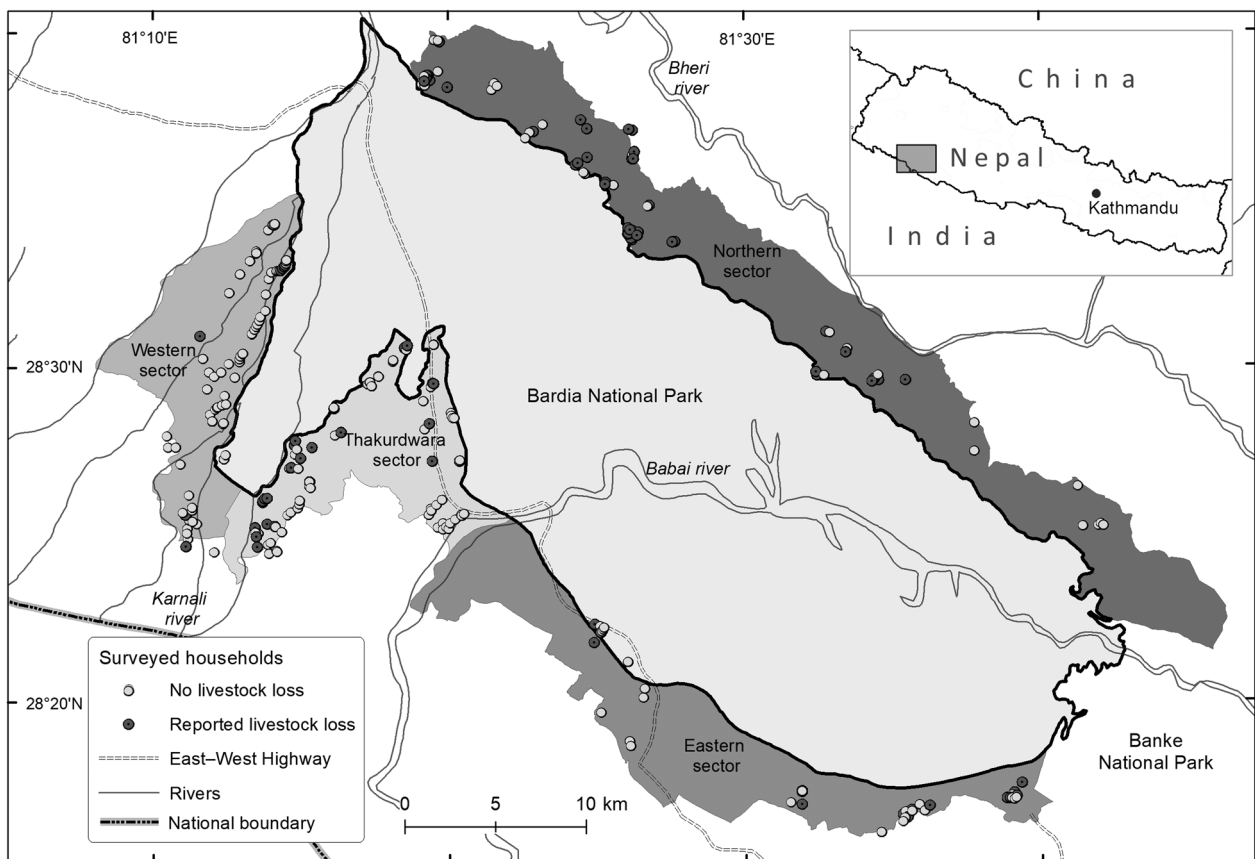 81°10'E
81°30'E
Bheri
river
China
Nepal
Kathmandu
India
Northern
sector
28°30'N
Western
sector
Bardia National Park
Thakurdwara
sector
Babai river
Karnali
river
28°20'N
Surveyed households
No livestock loss
Reported livestock loss
East–West Highway
Rivers
National boundary
Eastern
sector
Banke
National Park
0 5 10 km